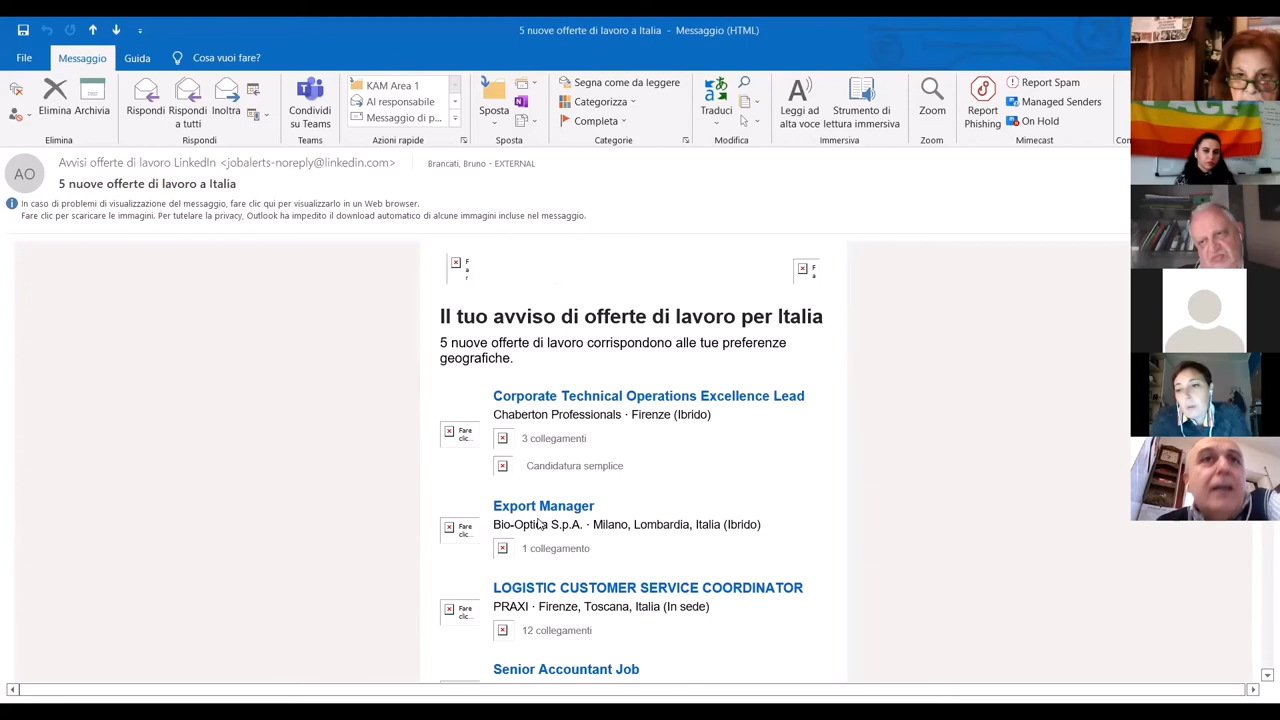 5 nuove offerte di lavoro a Italia - Messaggio (HTML)
File Messaggio Guida Cosa vuoi fare?
Elimina
Archivia
Elimina
Rispondi
Rispondi a tutti
Inoltra
Rispondi
Condividi su Teams
Teams
KAM Area 1
Al responsabile
Messaggio di p...
Azioni rapide
Sposta
Sposta
Segna come da leggere
Categorizza
Completa
Categorie
Traduci
Modifica
Leggi ad alta voce
Strumento di lettura immersiva
Immersiva
Zoom
Zoom
Report Phishing
Report Spam
Managed Senders
On Hold
Mimecast
AO
Avvisi offerte di lavoro LinkedIn <jobalerts-noreply@linkedin.com>
Brancati, Bruno · EXTERNAL
5 nuove offerte di lavoro a Italia
In caso di problemi di visualizzazione del messaggio, fare clic qui per visualizzarlo in un Web browser.
Fare clic per scaricare le immagini. Per tutelare la privacy, Outlook ha impedito il download automatico di alcune immagini incluse nel messaggio.
Il tuo avviso di offerte di lavoro per Italia
5 nuove offerte di lavoro corrispondono alle tue preferenze
geografiche.
Corporate Technical Operations Excellence Lead
Chaberton Professionals · Firenze (Ibrido)
Fare clic...
3 collegamenti
Candidatura semplice
Export Manager
Bio-Optica S.p.A. · Milano, Lombardia, Italia (Ibrido)
Fare clic...
1 collegamento
LOGISTIC CUSTOMER SERVICE COORDINATOR
PRAXI · Firenze, Toscana, Italia (In sede)
Fare clic...
12 collegamenti
Senior Accountant Job